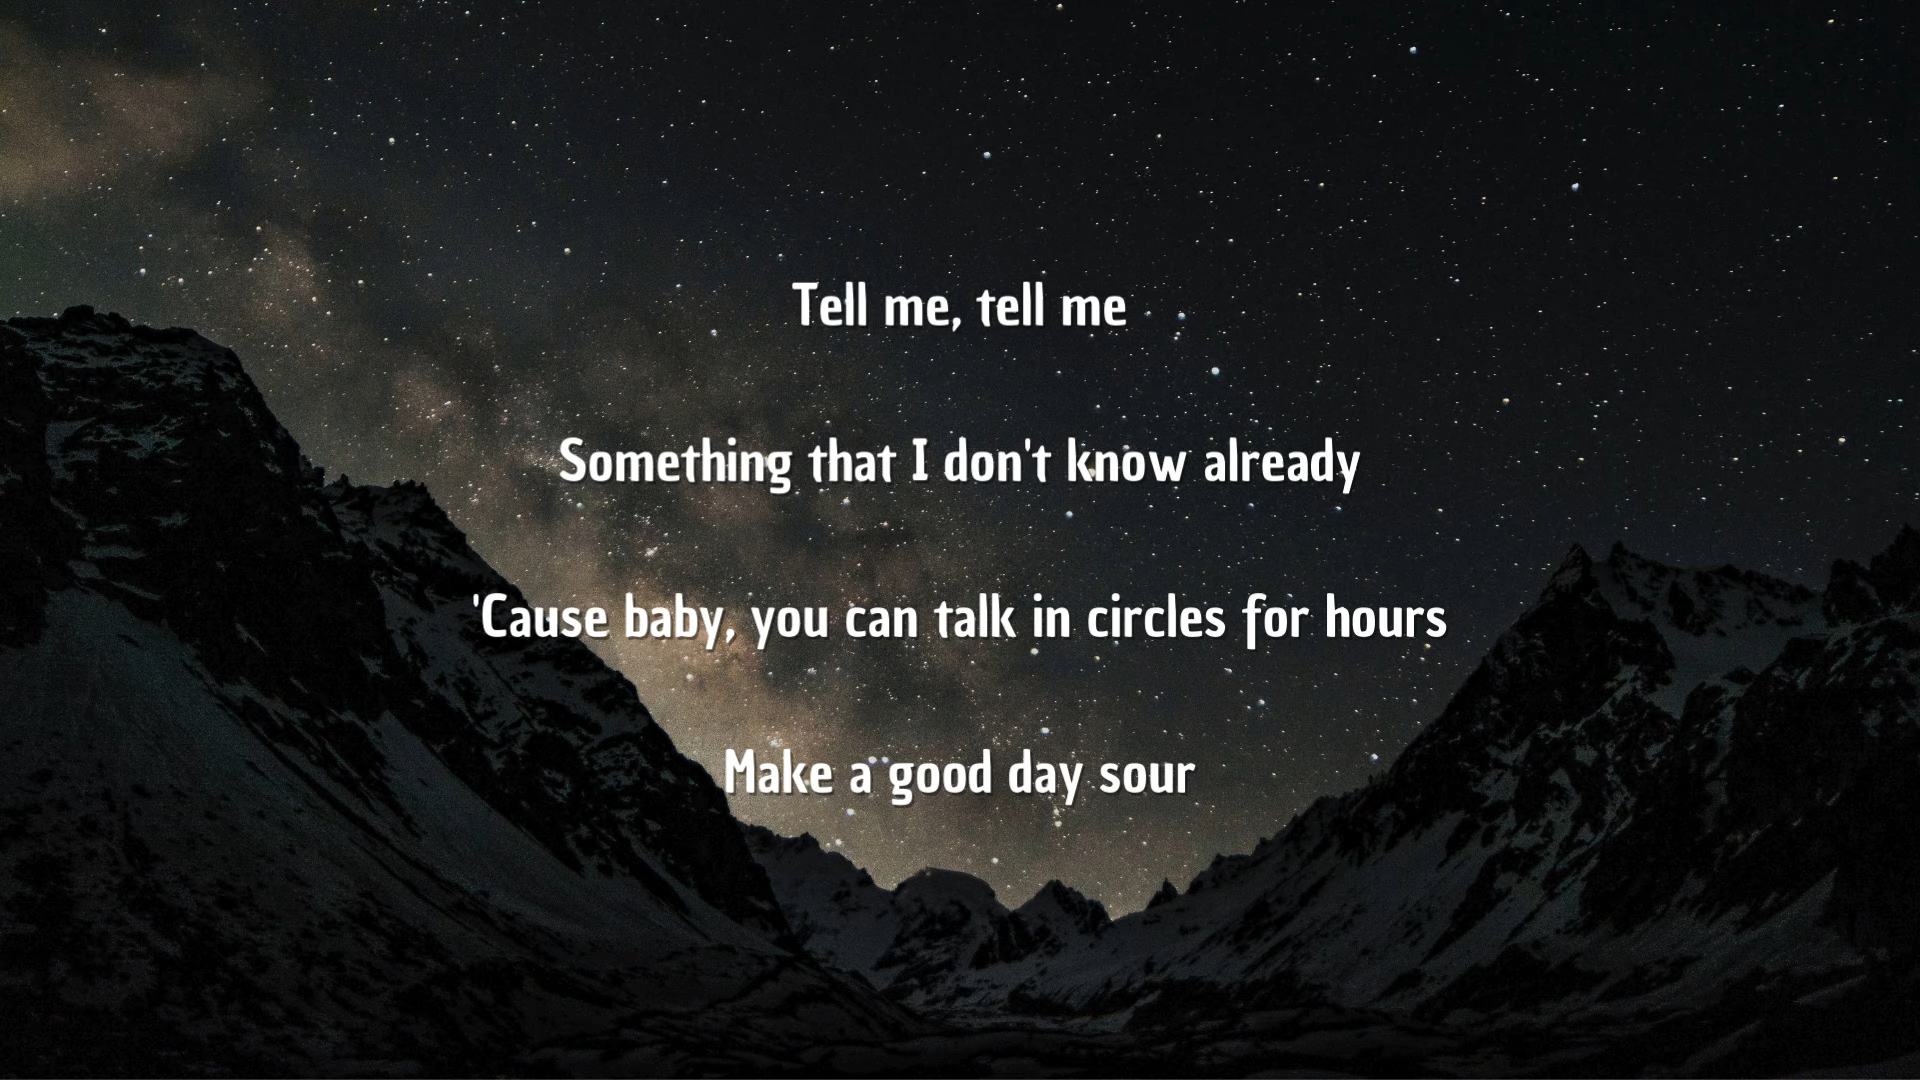 Tell me, tell me
Something that I don't know already
'Cause baby, you can talk in circles for hours
Make a good day sour